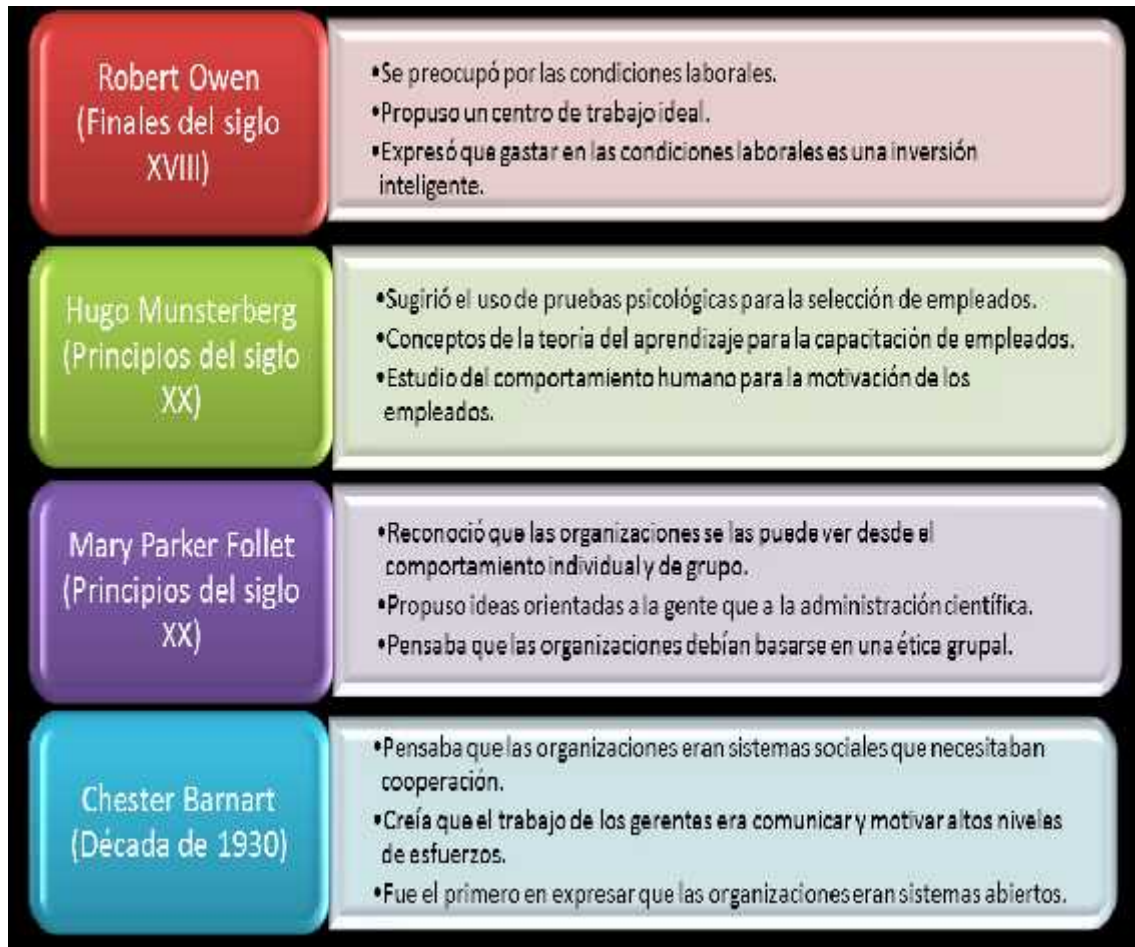 Robert Owen
(Finales del siglo
XVIII)
•Se preocupó por las condiciones laborales.
•Propuso un centro de trabajo ideal.
•Expresó que gastar en las condiciones laborales es una inversión
inteligente.
Hugo Munsterberg
(Principios del siglo
XX)
•Sugirió el uso de pruebas psicológicas para la selección de empleados.
•Conceptos de la teoría del aprendizaje para la capacitación de empleados.
•Estudio del comportamiento humano para la motivación de los
empleados.
Mary Parker Follet
(Principios del siglo
XX)
•Reconoció que las organizaciones se las puede ver desde el
comportamiento individual y de grupo.
•Propuso ideas orientadas a la gente que a la administración científica.
•Pensaba que las organizaciones debían basarse en una ética grupal.
Chester Barnart
(Década de 1930)
•Pensaba que las organizaciones eran sistemas sociales que necesitaban
cooperación.
•Creía que el trabajo de los gerentes era comunicar y motivar altos niveles
de esfuerzos.
•Fue el primero en expresar que las organizaciones eran sistemas abiertos.